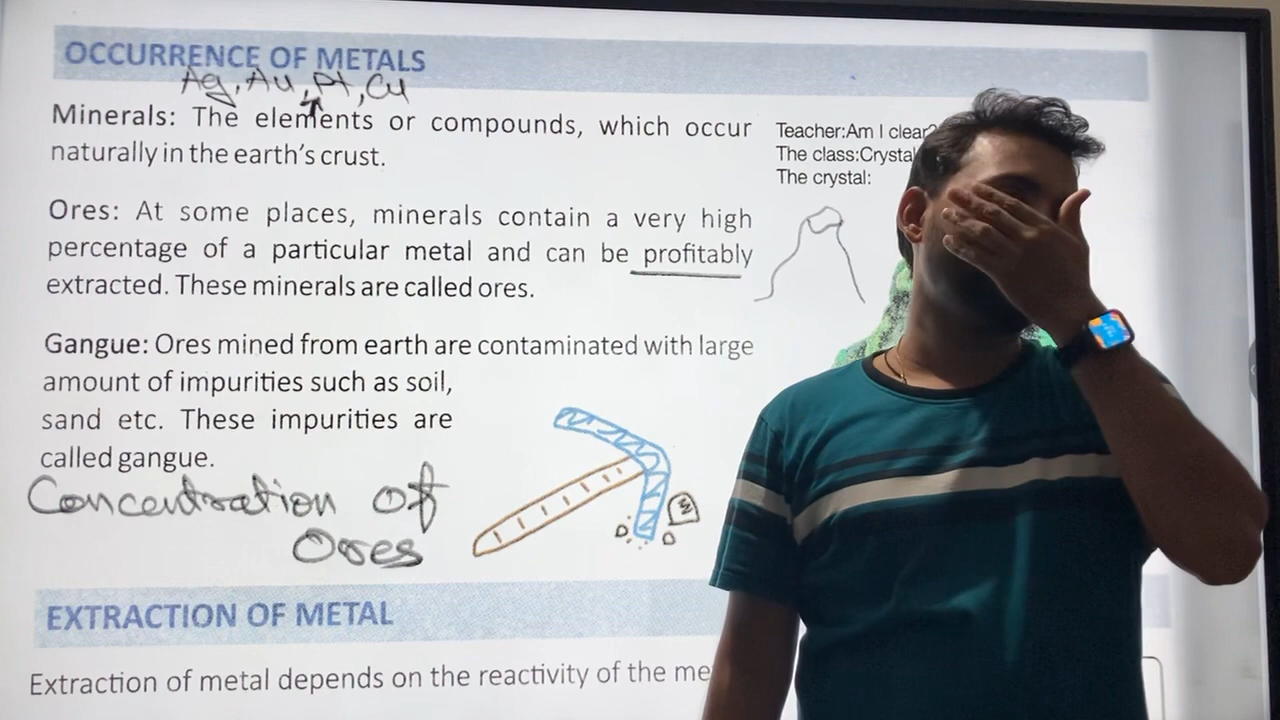 OCCURRENCE OF METALS
Ag, Au, Pt, Cu
Minerals: The elements or compounds, which occur
naturally in the earth's crust.
Ores: At some places, minerals contain a very high
percentage of a particular metal and can be profitably
extracted. These minerals are called ores.
Gangue: Ores mined from earth are contaminated with large
amount of impurities such as soil,
sand etc. These impurities are
called gangue.
Concentration of
Ores
EXTRACTION OF METAL
Extraction of metal depends on the reactivity of the me
Teacher:Am I clear?
The class:Crystal
The crystal: